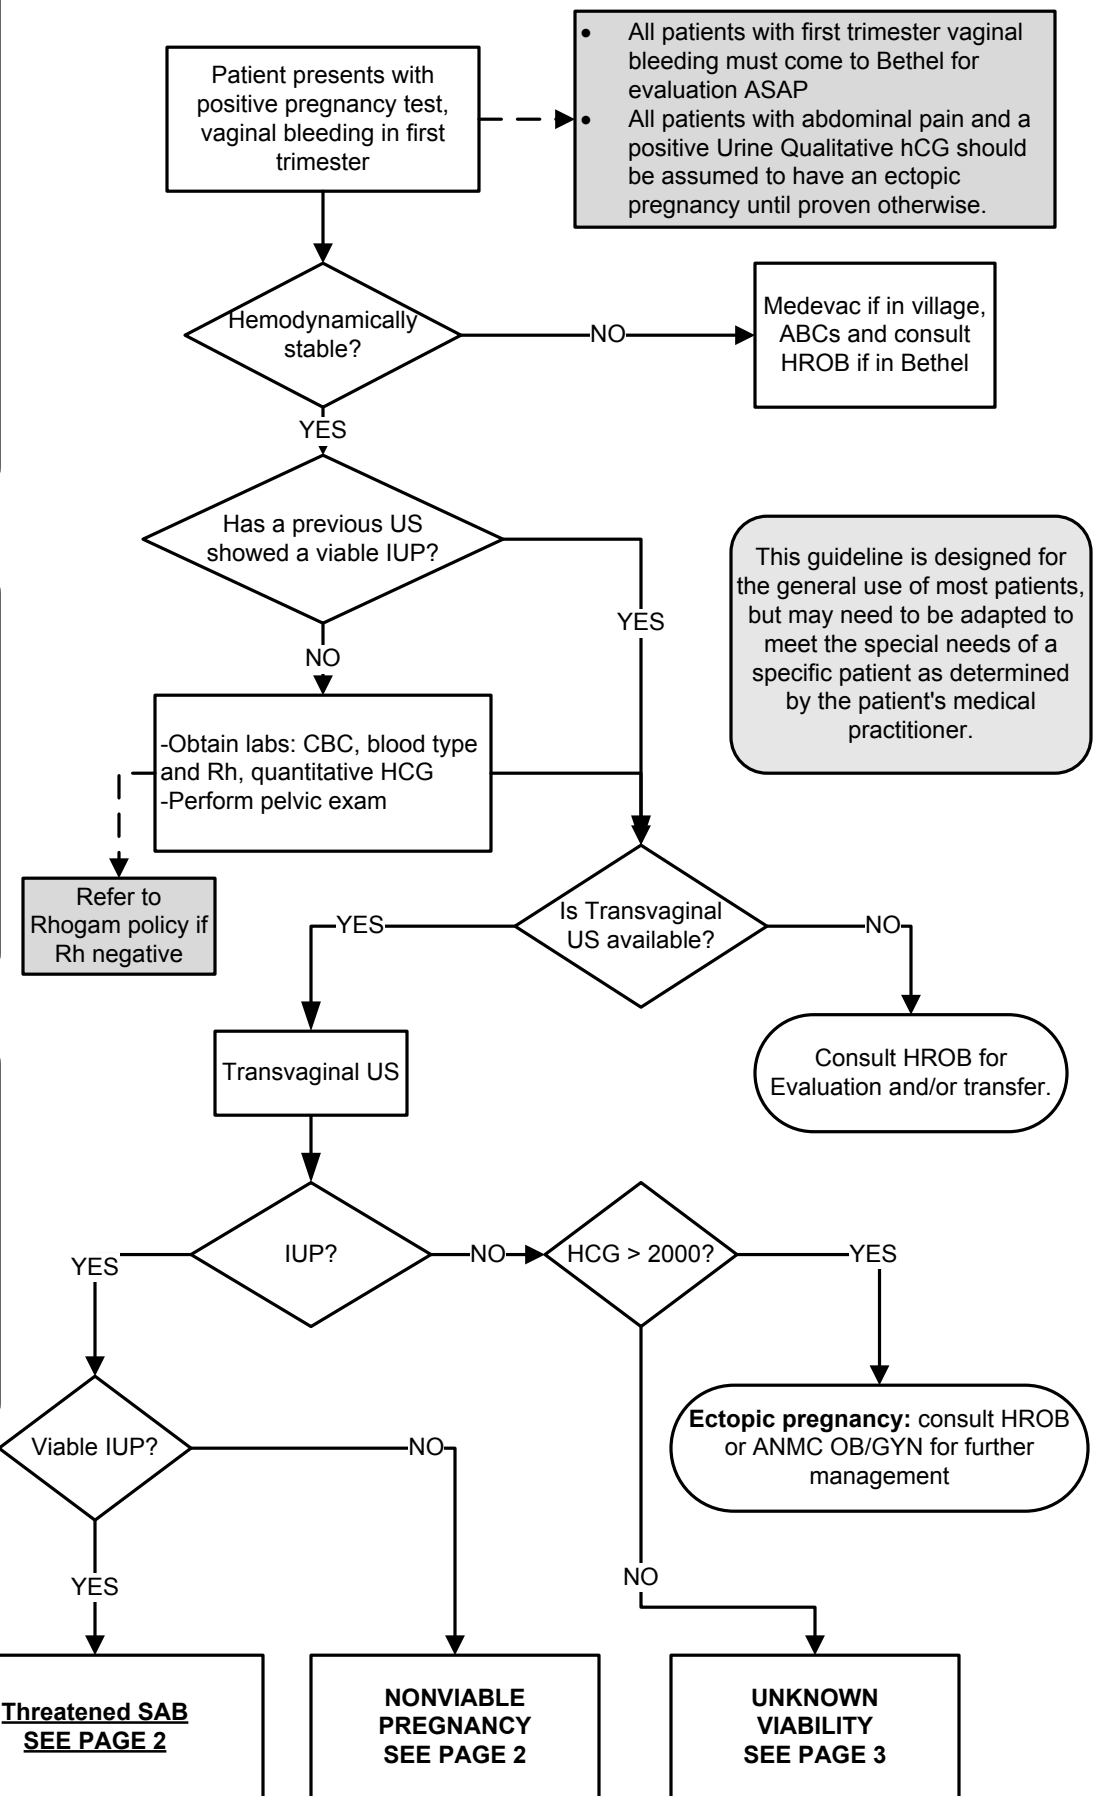 Patient presents with
positive pregnancy test,
vaginal bleeding in first
trimester
• All patients with first trimester vaginal
bleeding must come to Bethel for
evaluation ASAP
• All patients with abdominal pain and a
positive Urine Qualitative hCG should
be assumed to have an ectopic
pregnancy until proven otherwise.
Hemodynamically
stable?
NO
Medevac if in village,
ABCs and consult
HROB if in Bethel
YES
Has a previous US
showed a viable IUP?
YES
NO
This guideline is designed for
the general use of most patients,
but may need to be adapted to
meet the special needs of a
specific patient as determined
by the patient's medical
practitioner.
-Obtain labs: CBC, blood type
and Rh, quantitative HCG
-Perform pelvic exam
Refer to
Rhogam policy if
Rh negative
Is Transvaginal
US available?
YES
NO
Transvaginal US
Consult HROB for
Evaluation and/or transfer.
IUP?
YES
NO
HCG > 2000?
YES
Ectopic pregnancy: consult HROB
or ANMC OB/GYN for further
management
Viable IUP?
NO
YES
NO
Threatened SAB
SEE PAGE 2
NONVIABLE
PREGNANCY
SEE PAGE 2
UNKNOWN
VIABILITY
SEE PAGE 3